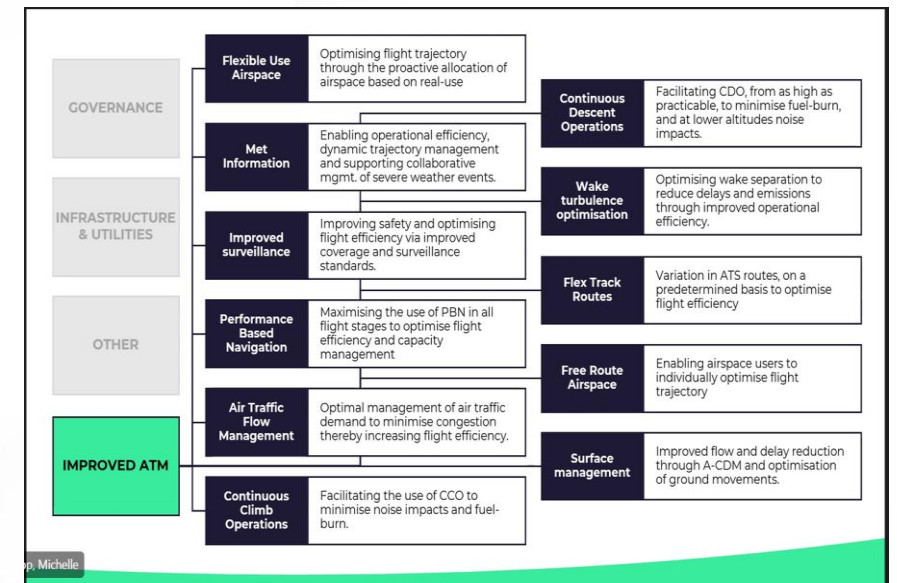 GOVERNANCE
INFRASTRUCTURE
& UTILITIES
OTHER
IMPROVED ATM
Flexible Use
Airspace
Optimising flight trajectory
through the proactive allocation of
airspace based on real-use
Met
Information
Enabling operational efficiency,
dynamic trajectory management
and supporting collaborative
mgmt. of severe weather events.
Improved
surveillance
Improving safety and optimising
flight efficiency via improved
coverage and surveillance
standards.
Performance
Based
Navigation
Maximising the use of PBN in all
flight stages to optimise flight
efficiency and capacity
management
Air Traffic
Flow
Management
Optimal management of air traffic
demand to minimise congestion
thereby increasing flight efficiency.
Continuous
Climb
Operations
Facilitating the use of CCO to
minimise noise impacts and fuel-
burn.
Continuous
Descent
Operations
Facilitating CDO, from as high as
practicable, to minimise fuel-burn,
and at lower altitudes noise
impacts.
Wake
turbulence
optimisation
Optimising wake separation to
reduce delays and emissions
through improved operational
efficiency.
Flex Track
Routes
Variation in ATS routes, on a
predetermined basis to optimise
flight efficiency
Free Route
Airspace
Enabling airspace users to
individually optimise flight
trajectory
Surface
management
Improved flow and delay reduction
through A-CDM and optimisation
of ground movements.
op, Michelle